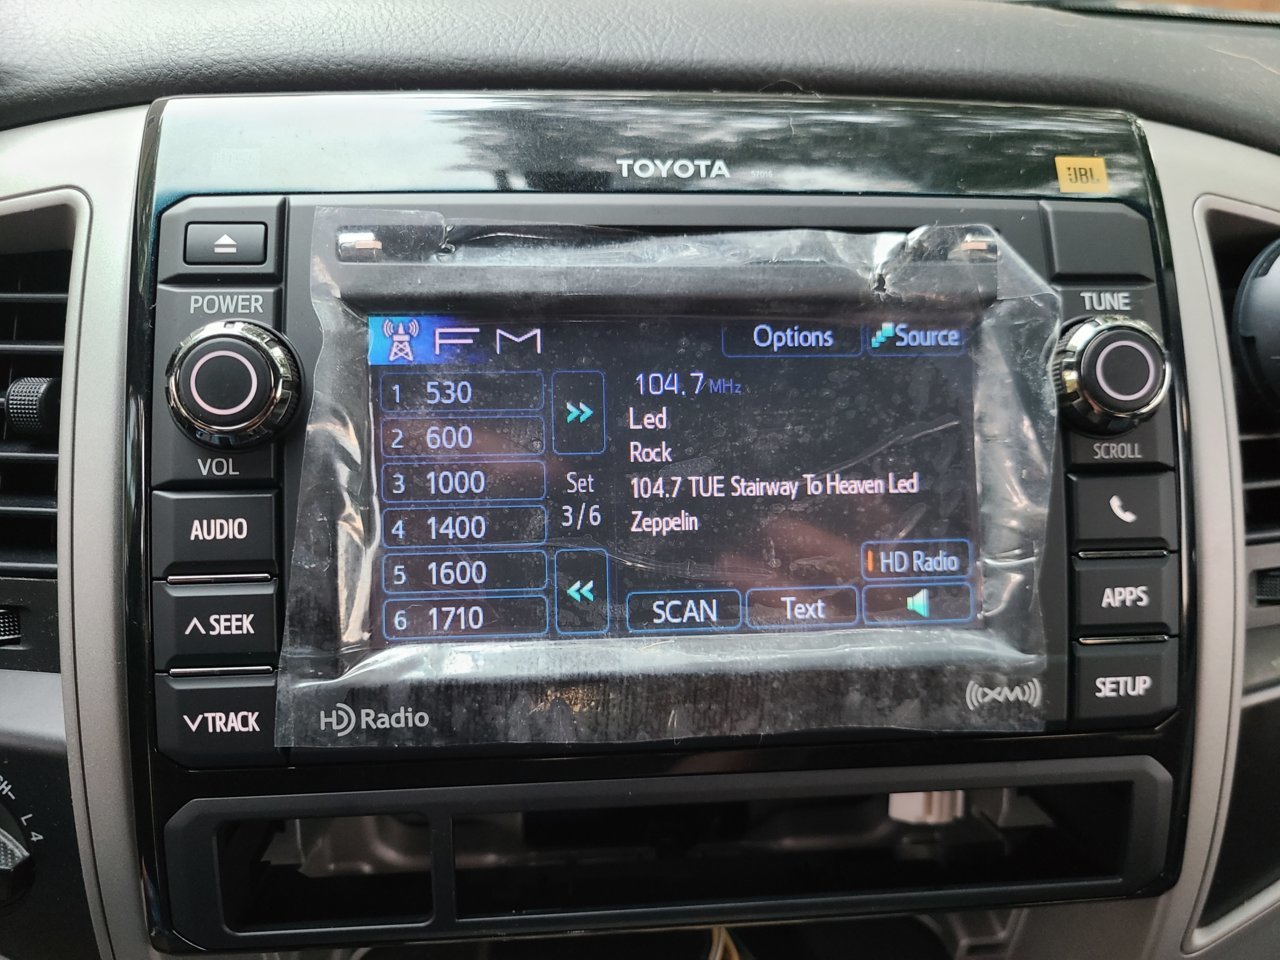 TOYOTA
57016
JBL
POWER
TUNE
FM
Options
Source
1 530
104.7 MHz
2 600
Led
VOL
Rock
SCROLL
3 1000
Set
104.7 TUE Stairway To Heaven Led
AUDIO
4 1400
3/6
Zeppelin
5 1600
HD Radio
6 1710
SCAN
Text
APPS
∧ SEEK
SETUP
∨ TRACK
HD Radio
((XM))
L 4